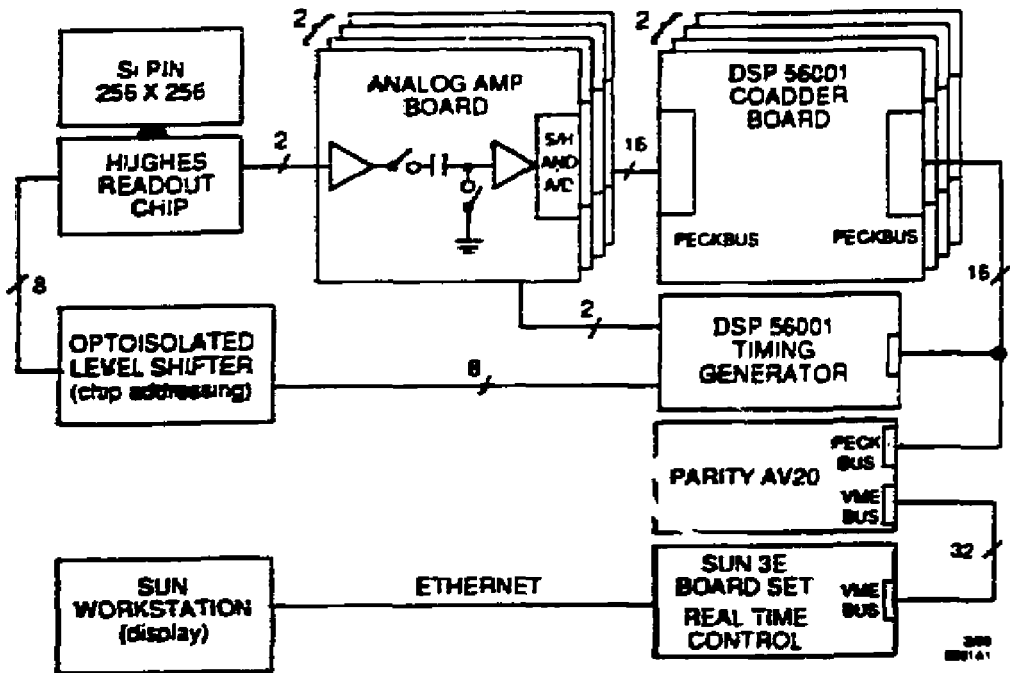 Si PIN
256 X 256
HUGHES
READOUT
CHIP
2
2
ANALOG AMP
BOARD
S/H
AND
A/D
16
2
DSP 56001
COADDER
BOARD
PECKBUS
PECKBUS
16
8
OPTOISOLATED
LEVEL SHIFTER
(chip addressing)
2
8
DSP 56001
TIMING
GENERATOR
PARITY AV20
PECK
BUS
VME
BUS
32
SUN
WORKSTATION
(display)
ETHERNET
SUN 3E
BOARD SET
REAL TIME
CONTROL
VME
BUS